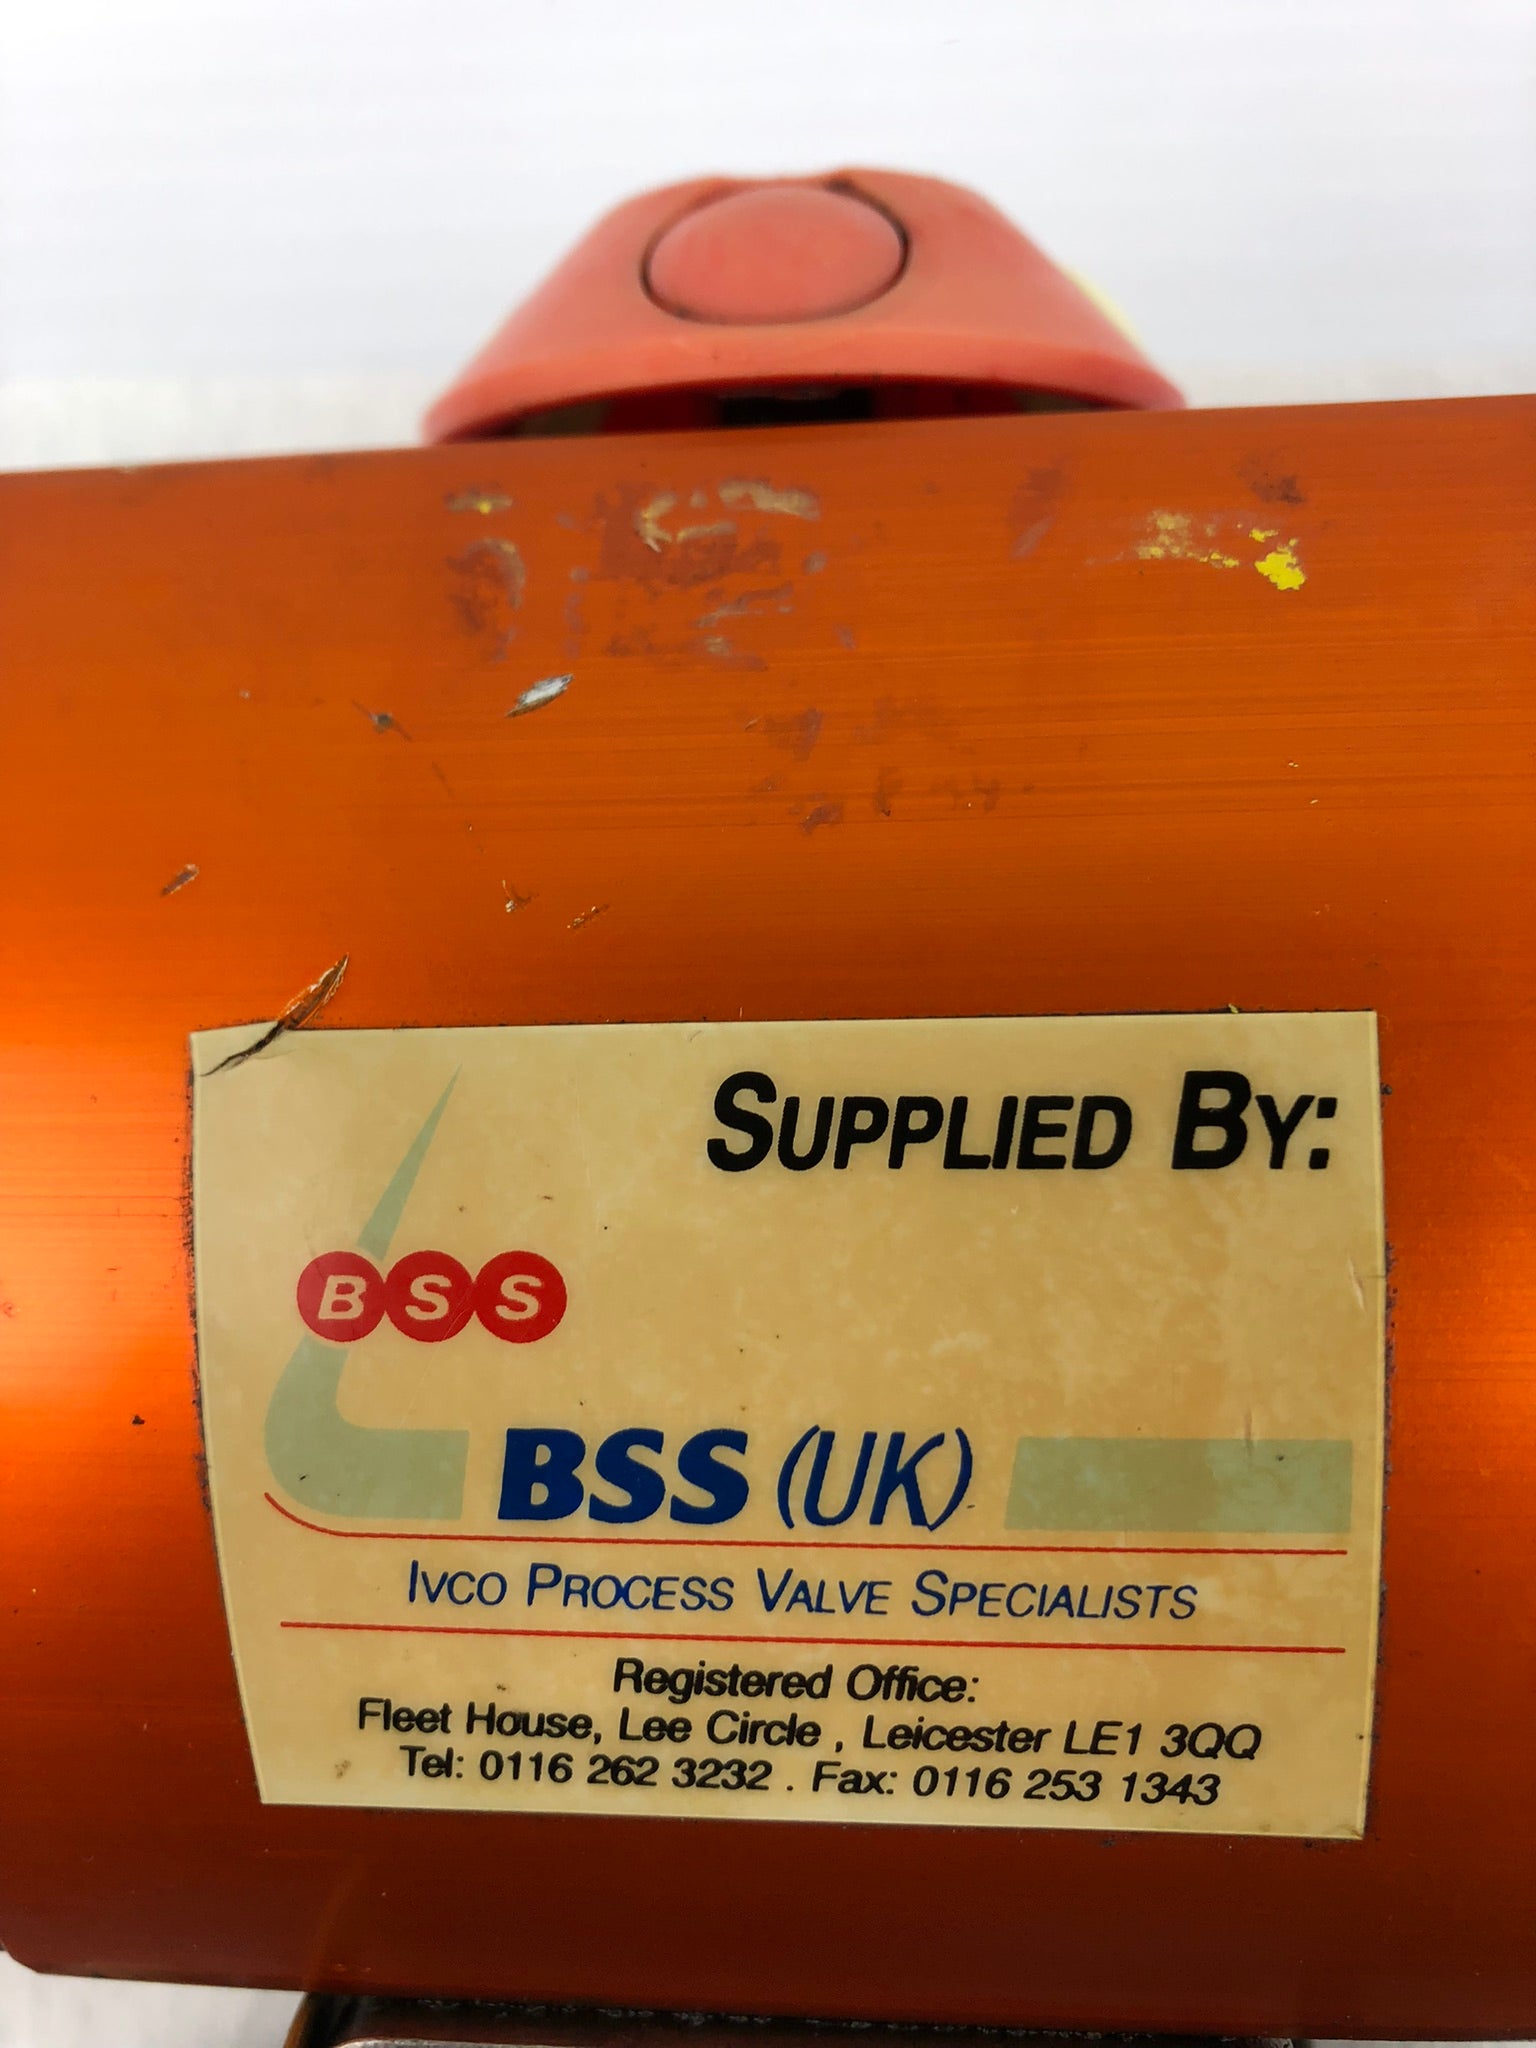 SUPPLIED BY:
BSS
BSS (UK)
IVCO PROCESS VALVE SPECIALISTS
Registered Office:
Fleet House, Lee Circle , Leicester LE1 3QQ
Tel: 0116 262 3232 . Fax: 0116 253 1343